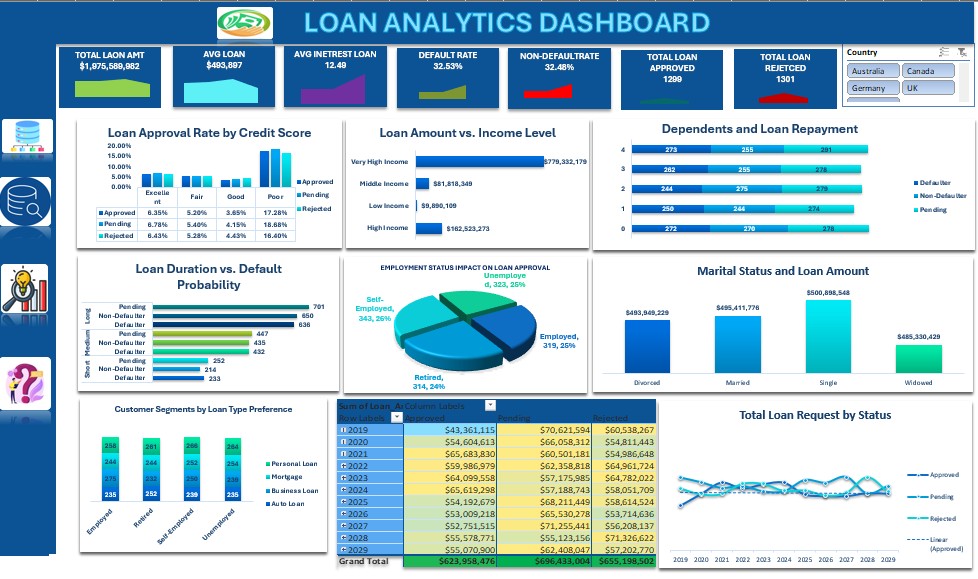 LOAN ANALYTICS DASHBOARD
TOTAL LAON AMT
$1,975,589,982
AVG LOAN
$493,897
AVG INETREST LOAN
12.49
DEFAULT RATE
32.53%
NON-DEFAULTRATE
32.48%
TOTAL
APPROVED
1299
TOTAL
REJETCED
1301
Country
Australia
Canada
Germany
UK
Loan Approval Rate by Credit Score
20.00%
15.00%
10.00%
5.00%
0.00%
Excelle
nt
Fair
Good
Poor
Approved 6.35% 5.20% 3.65% 17.28%
Pending 6.78% 5.40% 4.15% 18.68%
Rejected 6.43% 5.28% 4.43% 16.40%
Approved
Pending
Rejected
Loan Amount vs. Income Level
Very High Income $779,332,179
Middle Income $81,818,349
Low Income $9,890,109
High Income $162,523,273
Dependents and Loan Repayment
4 273 255 281
3 262 255 278
2 244 275 279
1 250 244 274
0 272 270 278
Defaulter
Non-Defaulter
Pending
Loan Duration vs. Default
Probability
Long
Pending 701
Non-Defaulter 650
Defaulter 636
Medium
Pending 447
Non-Defaulter 435
Defaulter 432
Short
Pending 252
Non-Defaulter 214
Defaulter 233
EMPLOYMENT STATUS IMPACT ON LOAN APPROVAL
Unemploye
d, 323, 25%
Self-
Employed,
343, 26%
Employed,
319, 25%
Retired,
314, 24%
Marital Status and Loan Amount
$493,949,229
$495,411,776
$500,898,548
$485,330,429
Divorced
Married
Single
Widowed
Customer Segments by Loan Type Preference
256 261 266 264
244 244 252 254
275 232 256 239
235 252 239 235
Employed
Retired
Self-Employed
Unemployed
Personal Loan
Mortgage
Business Loan
Auto Loan
Sum of Loan_A Column Labels
Row Labels Approved Pending Rejected
2019 $43,361,115 $70,621,594 $60,538,267
2020 $54,604,613 $66,058,312 $54,811,443
2021 $65,683,830 $60,501,181 $54,986,648
2022 $59,986,979 $62,358,818 $64,961,724
2023 $64,099,558 $57,175,985 $64,782,022
2024 $65,619,298 $57,188,743 $58,051,709
2025 $54,192,679 $68,211,449 $58,614,524
2026 $53,009,218 $65,530,278 $53,714,636
2027 $52,751,515 $71,255,441 $56,208,137
2028 $55,578,771 $55,123,156 $71,326,622
2029 $55,070,900 $62,408,047 $57,202,770
Grand Total $623,958,476 $696,433,004 $655,198,502
Total Loan Request by Status
2019 2020 2021 2022 2023 2024 2025 2026 2027 2028 2029
Approved
Pending
Rejected
Linear
(Approved)